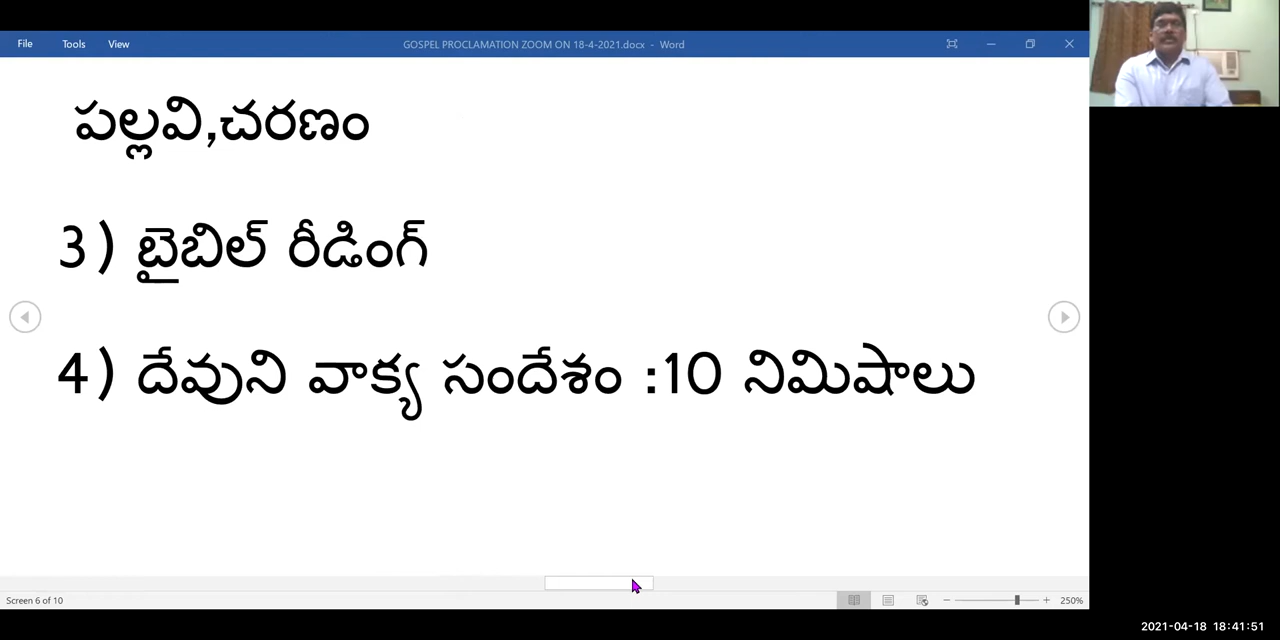 File Tools View GOSPEL PROCLAMATION ZOOM ON 18-4-2021.docx - Word
పల్లవి,చరణం
3) బైబిల్ రీడింగ్
4) దేవుని వాక్య సందేశం :10 నిమిషాలు
Screen 6 of 10 250%
2021-04-18 18:41:51